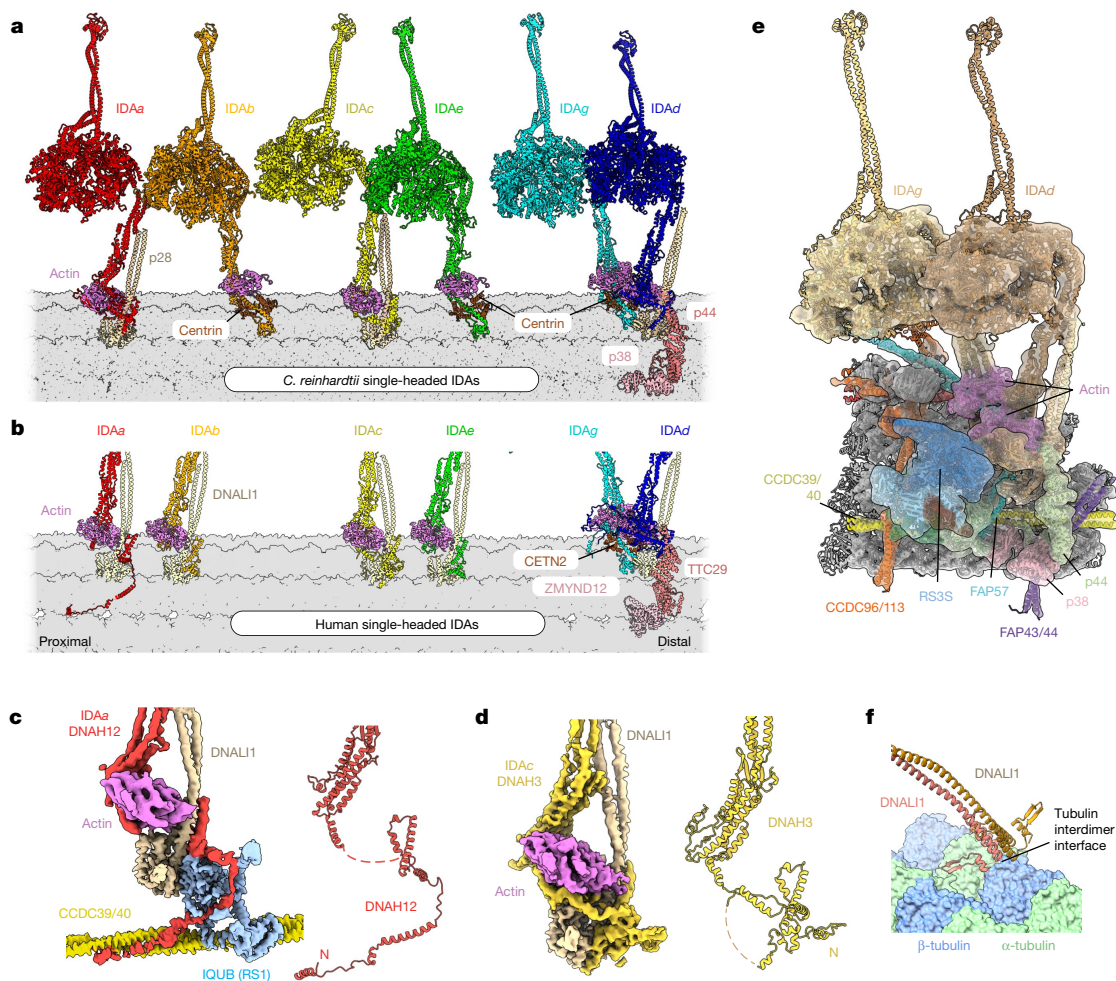 a
IDAa
IDAb
IDAc
IDAe
IDAg
IDAd
Actin
p28
Centrin
Centrin
p44
p38
C. reinhardtii single-headed IDAs
b
IDAa
IDAb
IDAc
IDAe
IDAg
IDAd
DNALI1
Actin
CETN2
TTC29
ZMYND12
Human single-headed IDAs
Proximal
Distal
e
IDAg
IDAd
Actin
CCDC39/
40
CCDC96/113
RS3S
FAP57
p44
p38
FAP43/44
c
IDAa
DNAH12
DNALI1
Actin
CCDC39/40
IQUB (RS1)
DNAH12
N
d
IDAc
DNAH3
DNALI1
Actin
DNAH3
N
f
DNALI1
DNALI1
Tubulin
interdimer
interface
β-tubulin
α-tubulin